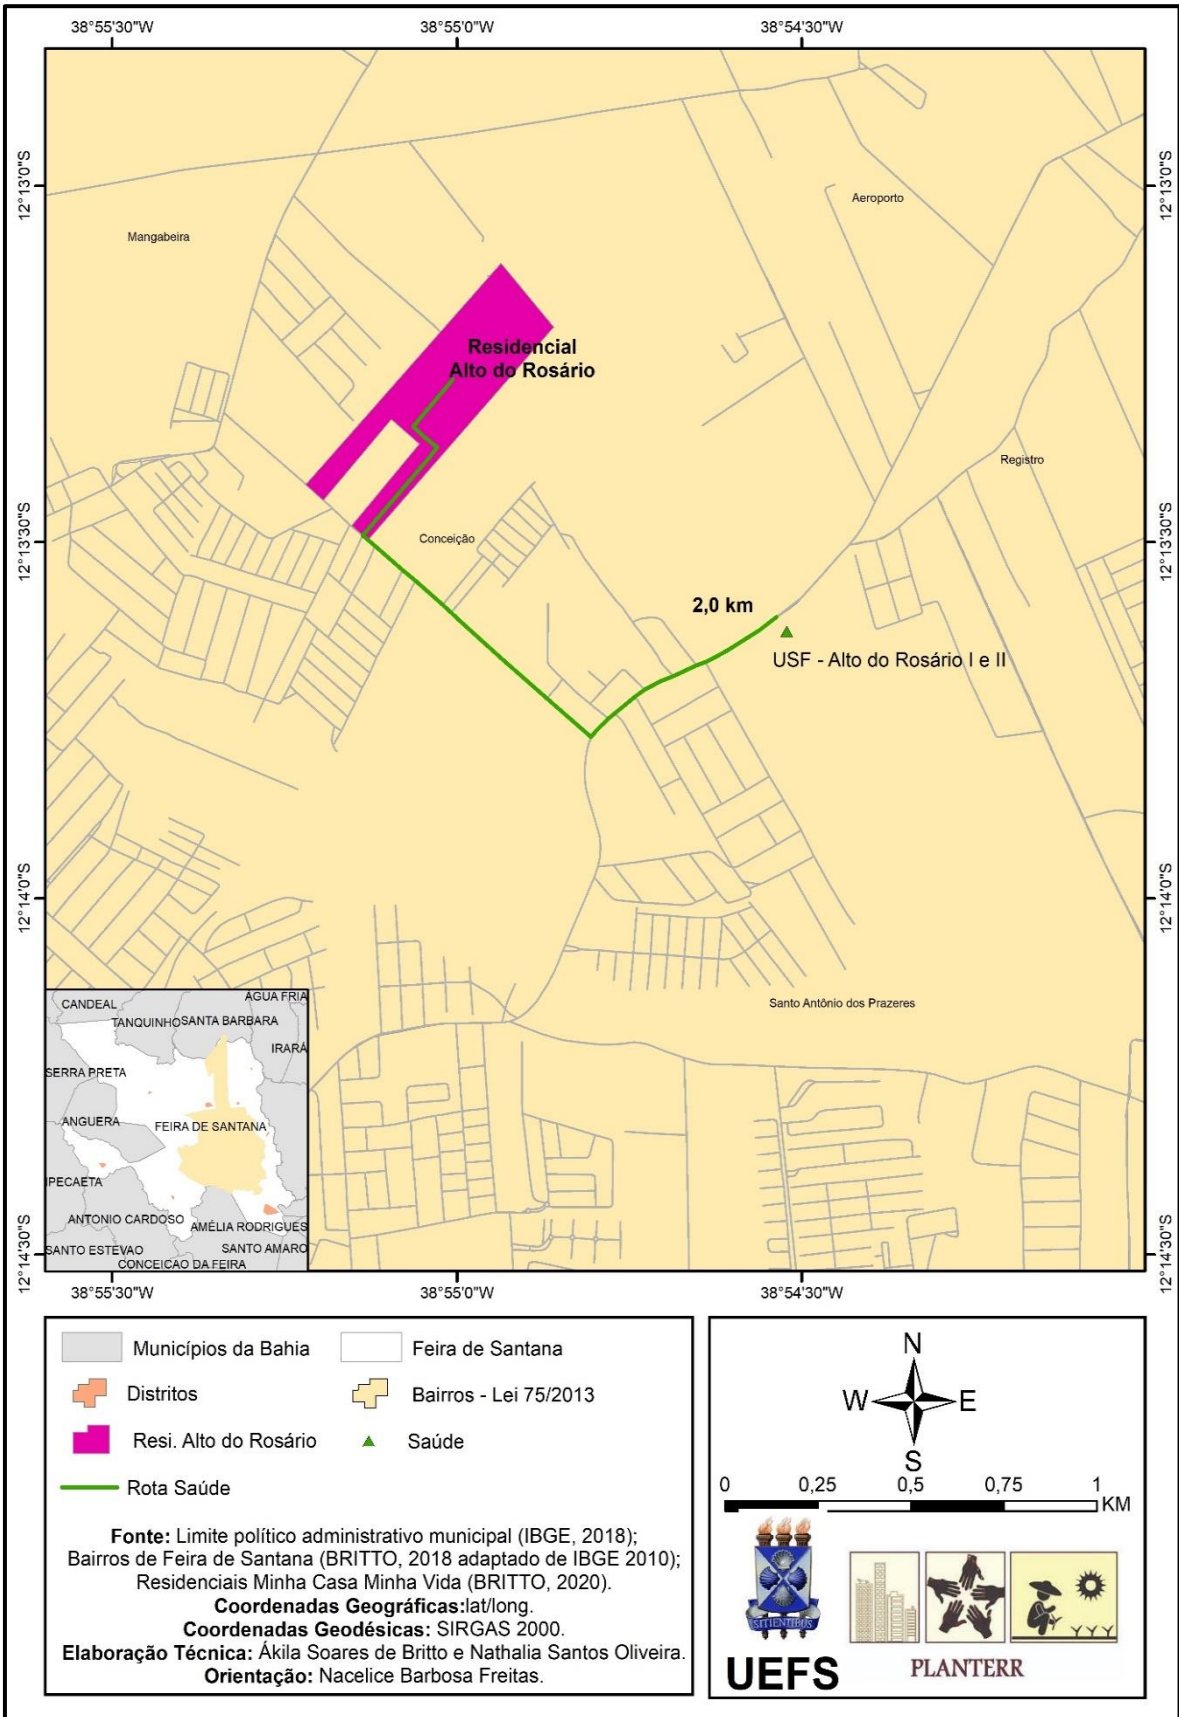 38°55'30"W
38°55'0"W
38°54'30"W
12°13'0"S
12°13'0"S
Aeroporto
Mangabeira
Residencial
Alto do Rosário
Registro
12°13'30"S
Conceição
12°13'30"S
2,0 km
USF - Alto do Rosário I e II
12°14'0"S
12°14'0"S
Santo Antônio dos Prazeres
CANDEAL
ÁGUA FRIA
TANQUINHO
SANTA BARBARA
IRARÁ
SERRA PRETA
ANGUERA
FEIRA DE SANTANA
IPECAETA
ANTONIO CARDOSO
AMÉLIA RODRIGUES
SANTO ESTEVAO
SANTO AMARO
CONCEICAO DA FEIRA
12°14'30"S
12°14'30"S
38°55'30"W
38°55'0"W
38°54'30"W
Municípios da Bahia
Feira de Santana
Distritos
Bairros - Lei 75/2013
Resi. Alto do Rosário
Saúde
Rota Saúde
Fonte: Limite político administrativo municipal (IBGE, 2018);
Bairros de Feira de Santana (BRITTO, 2018 adaptado de IBGE 2010);
Residenciais Minha Casa Minha Vida (BRITTO, 2020).
Coordenadas Geográficas:lat/long.
Coordenadas Geodésicas: SIRGAS 2000.
Elaboração Técnica: Ákila Soares de Britto e Nathalia Santos Oliveira.
Orientação: Nacelice Barbosa Freitas.
N
W
E
S
0 0,25 0,5 0,75 1
KM
SITIENTIBUS
UEFS
PLANTERR